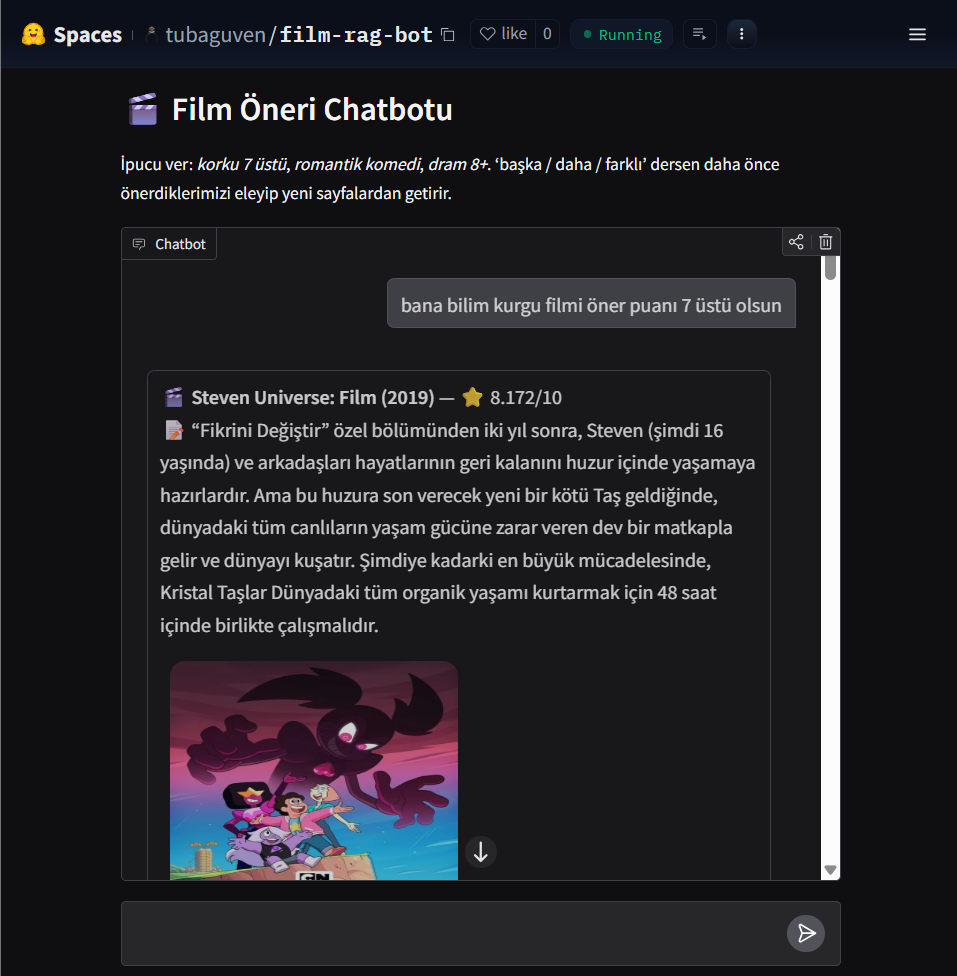 Spaces
tubaguven/film-rag-bot
like
0
Running
Film Öneri Chatbotu
İpucu ver: korku 7 üstü, romantik komedi, dram 8+. ‘başka / daha / farklı’ dersen daha önce
önerdiklerimizi eleyip yeni sayfalardan getirir.
Chatbot
bana bilim kurgu filmi öner puanı 7 üstü olsun
Steven Universe: Film (2019) — ⭐ 8.172/10
“Fikrini Değiştir” özel bölümünden iki yıl sonra, Steven (şimdi 16
yaşında) ve arkadaşları hayatlarının geri kalanını huzur içinde yaşamaya
hazırlardır. Ama bu huzura son verecek yeni bir kötü Taş geldiğinde,
dünyadaki tüm canlıların yaşam gücüne zarar veren dev bir matkapla
gelir ve dünyayı kuşatır. Şimdiye kadarki en büyük mücadelesinde,
Kristal Taşlar Dünyadaki tüm organik yaşamı kurtarmak için 48 saat
içinde birlikte çalışmalıdır.
CN